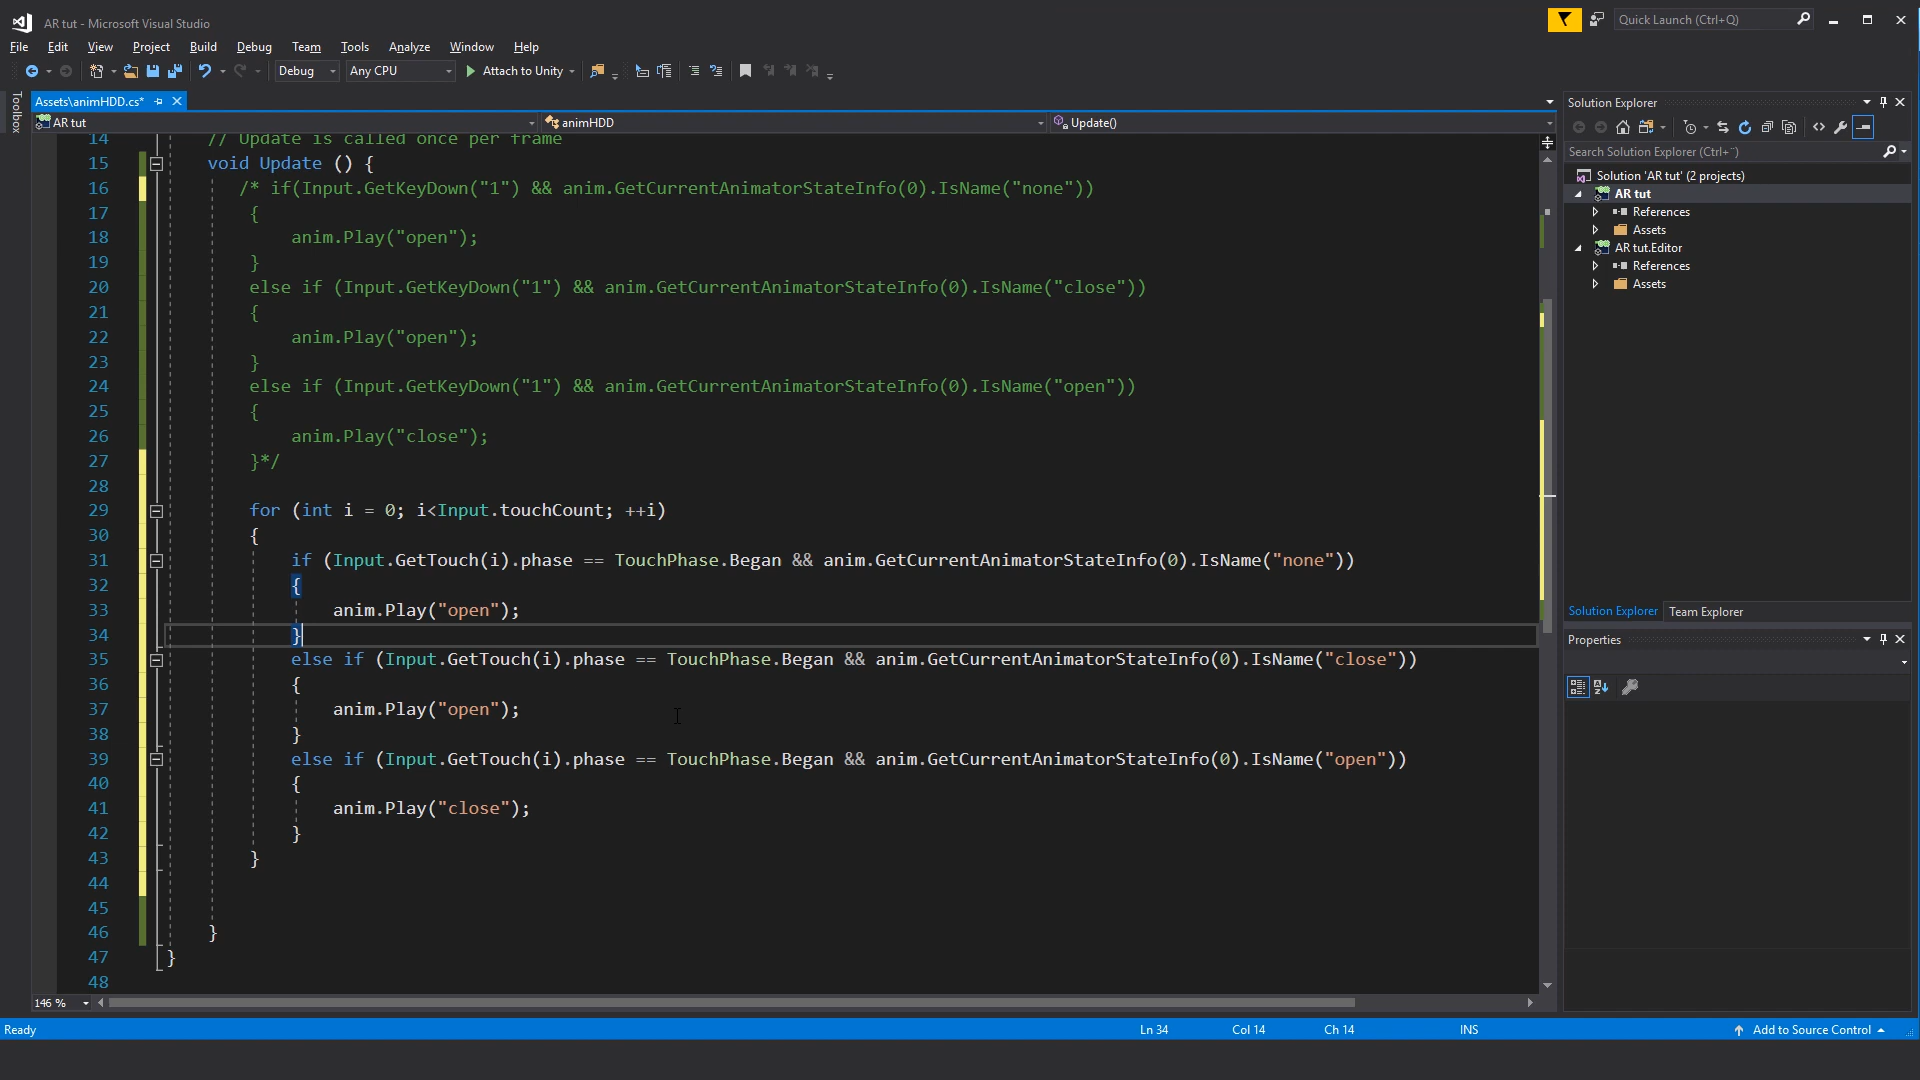 AR tut - Microsoft Visual Studio
Quick Launch (Ctrl+Q)
File Edit View Project Build Debug Team Tools Analyze Window Help
Debug Any CPU Attach to Unity
Toolbox
Assets\animHDD.cs*
AR tut animHDD Update()
14 // Update is called once per frame
15 void Update () {
16 /* if(Input.GetKeyDown("1") && anim.GetCurrentAnimatorStateInfo(0).IsName("none"))
17 {
18 anim.Play("open");
19 }
20 else if (Input.GetKeyDown("1") && anim.GetCurrentAnimatorStateInfo(0).IsName("close"))
21 {
22 anim.Play("open");
23 }
24 else if (Input.GetKeyDown("1") && anim.GetCurrentAnimatorStateInfo(0).IsName("open"))
25 {
26 anim.Play("close");
27 }*/
28
29 for (int i = 0; i<Input.touchCount; ++i)
30 {
31 if (Input.GetTouch(i).phase == TouchPhase.Began && anim.GetCurrentAnimatorStateInfo(0).IsName("none"))
32 {
33 anim.Play("open");
34 }
35 else if (Input.GetTouch(i).phase == TouchPhase.Began && anim.GetCurrentAnimatorStateInfo(0).IsName("close"))
36 {
37 anim.Play("open");
38 }
39 else if (Input.GetTouch(i).phase == TouchPhase.Began && anim.GetCurrentAnimatorStateInfo(0).IsName("open"))
40 {
41 anim.Play("close");
42 }
43 }
44
45
46 }
47 }
48
146 %
Solution Explorer
Search Solution Explorer (Ctrl+¨)
Solution 'AR tut' (2 projects)
AR tut
References
Assets
AR tut.Editor
References
Assets
Solution Explorer Team Explorer
Properties
Ready Ln 34 Col 14 Ch 14 INS Add to Source Control